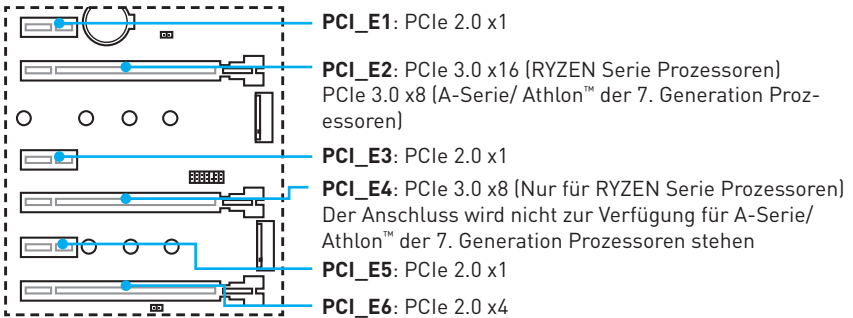 PCI_E1: PCIe 2.0 x1
PCI_E2: PCIe 3.0 x16 (RYZEN Serie Prozessoren)
PCIe 3.0 x8 (A-Serie/ Athlon™ der 7. Generation Proz-
essoren)
PCI_E3: PCIe 2.0 x1
PCI_E4: PCIe 3.0 x8 (Nur für RYZEN Serie Prozessoren)
Der Anschluss wird nicht zur Verfügung für A-Serie/
Athlon™ der 7. Generation Prozessoren stehen
PCI_E5: PCIe 2.0 x1
PCI_E6: PCIe 2.0 x4